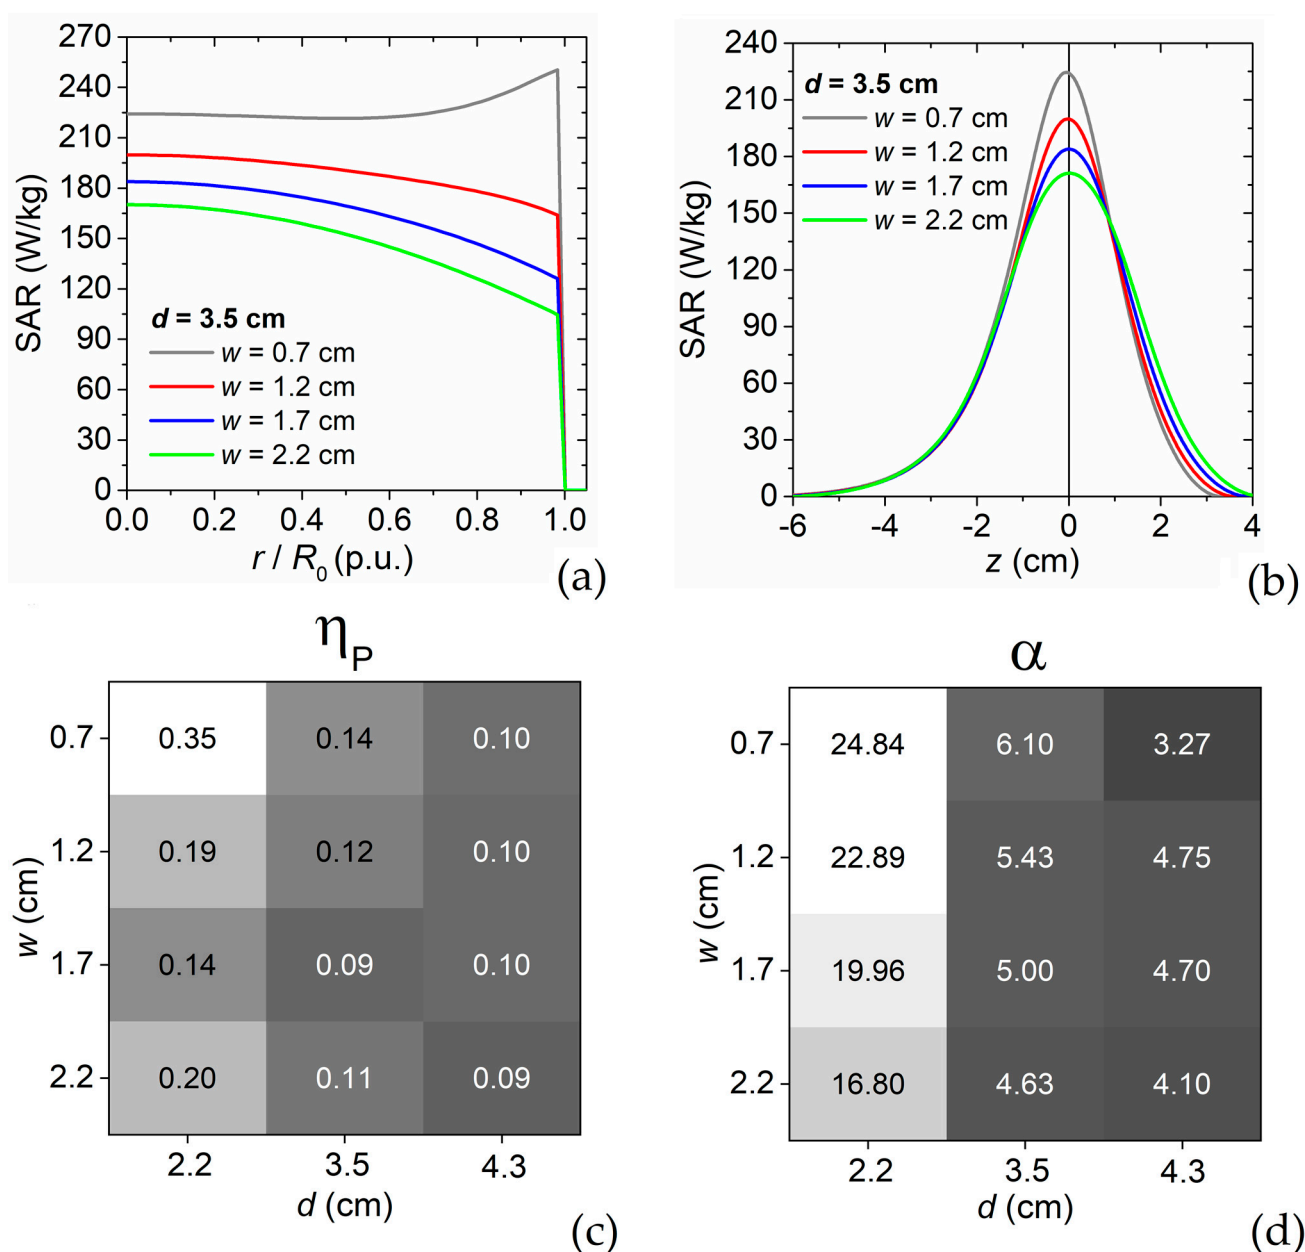 270
240
210
180
150
120
90
60
30
0
SAR (W/kg)
d = 3.5 cm
w = 0.7 cm
w = 1.2 cm
w = 1.7 cm
w = 2.2 cm
0.0 0.2 0.4 0.6 0.8 1.0
r / R0 (p.u.)
(a)
240
210
180
150
120
90
60
30
0
SAR (W/kg)
d = 3.5 cm
w = 0.7 cm
w = 1.2 cm
w = 1.7 cm
w = 2.2 cm
-6 -4 -2 0 2 4
z (cm)
(b)
ηP
w (cm)
0.7 0.35 0.14 0.10
1.2 0.19 0.12 0.10
1.7 0.14 0.09 0.10
2.2 0.20 0.11 0.09
2.2 3.5 4.3
d (cm)
(c)
α
w (cm)
0.7 24.84 6.10 3.27
1.2 22.89 5.43 4.75
1.7 19.96 5.00 4.70
2.2 16.80 4.63 4.10
2.2 3.5 4.3
d (cm)
(d)